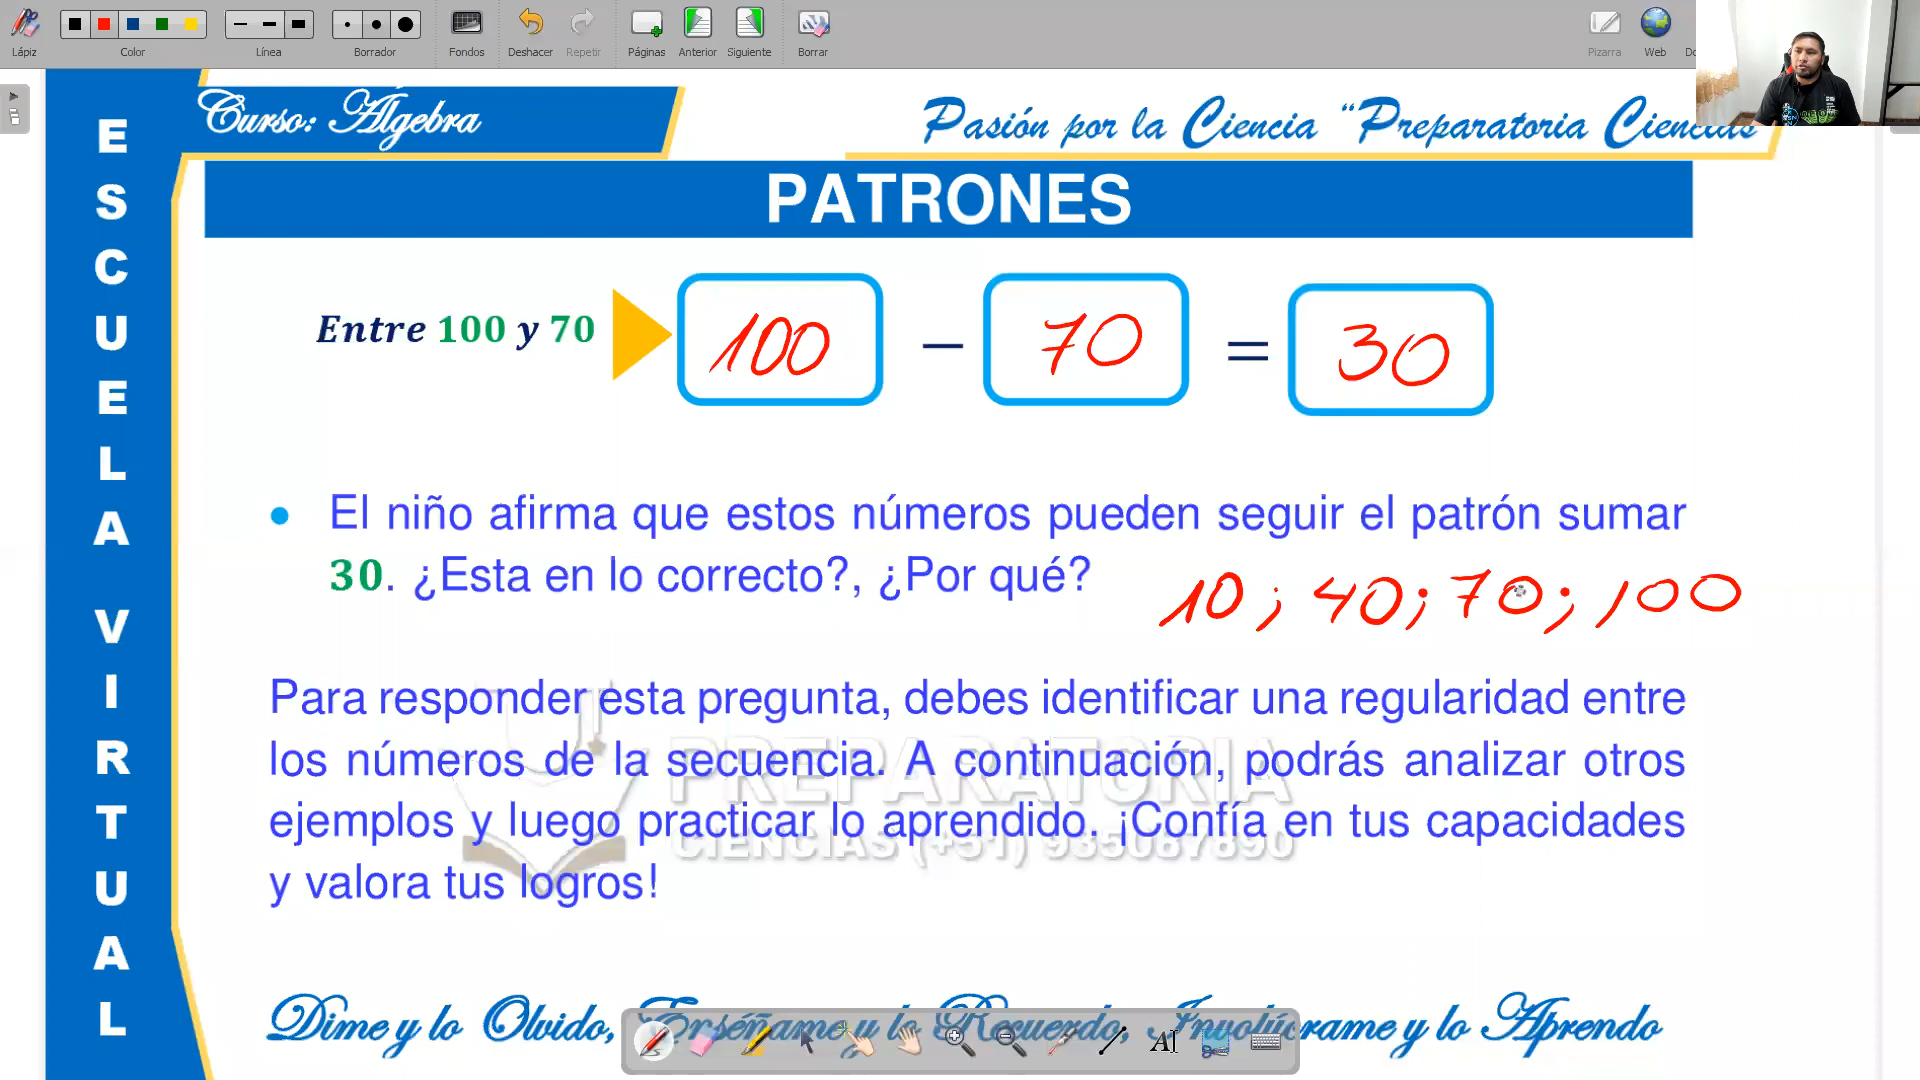 Lápiz Color Línea Borrador Fondos Deshacer Repetir Páginas Anterior Siguiente Borrar Pizarra Web
Curso: Álgebra
Pasión por la Ciencia “Preparatoria Ciencias
ESCUELA VIRTUAL
PATRONES
Entre 100 y 70 100 − 70 = 30
• El niño afirma que estos números pueden seguir el patrón sumar
30. ¿Esta en lo correcto?, ¿Por qué?
10 ; 40 ; 70 ; 100
Para responder esta pregunta, debes identificar una regularidad entre
los números de la secuencia. A continuación, podrás analizar otros
ejemplos y luego practicar lo aprendido. ¡Confía en tus capacidades
y valora tus logros!
PREPARATORIA
CIENCIAS (+51) 935087890
Dime y lo Olvido, Enséñame y lo Recuerdo, Involúcrame y lo Aprendo